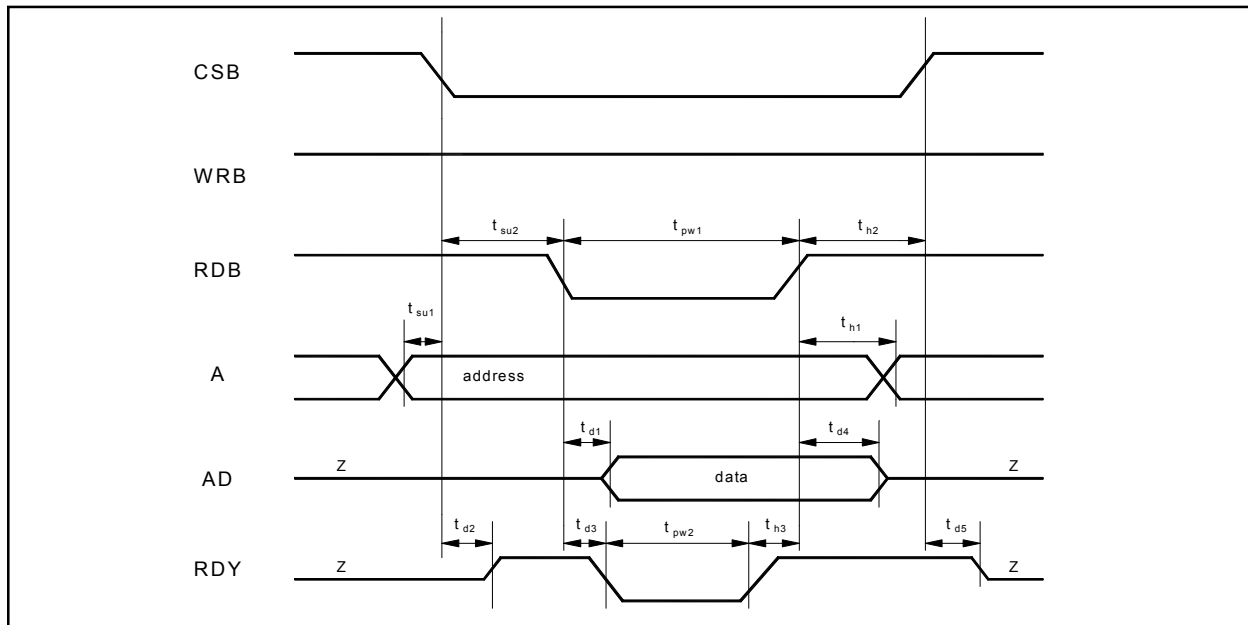 CSB
WRB
t su2 t pw1 t h2
RDB
t su1 t h1
A address
t d1 t d4
Z Z
AD data
t d2 t d3 t pw2 t h3 t d5
RDY Z Z